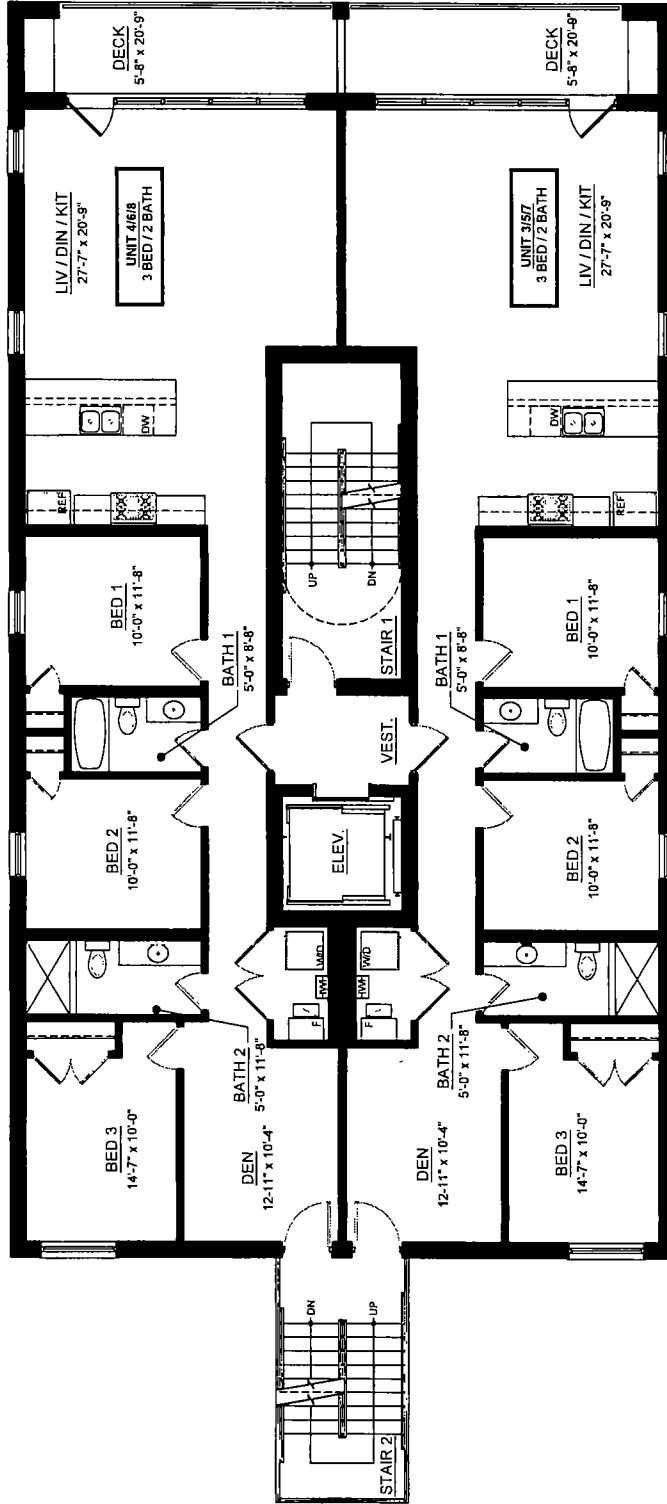 STAIR 2
UP
DN
BED 3
14'-7" x 10'-0"
DEN
12-11" x 10'-4"
DEN
12-11" x 10'-4"
BED 3
14'-7" x 10'-0"
BATH 2
5'-0" x 11'-8"
BATH 2
5'-0" x 11'-8"
F
HWH
W/D
F
HWH
W/D
BED 2
10'-0" x 11'-8"
ELEV.
BED 2
10'-0" x 11'-8"
VEST.
BATH 1
5'-0" x 8'-8"
STAIR 1
BATH 1
5'-0" x 8'-8"
BED 1
10'-0" x 11'-8"
DN
UP
BED 1
10'-0" x 11'-8"
REF
REF
DW
DW
UNIT 3/5/7
3 BED / 2 BATH
LIV / DIN / KIT
27'-7" x 20'-9"
UNIT 4/6/8
3 BED / 2 BATH
LIV / DIN / KIT
27'-7" x 20'-9"
DECK
5'-8" x 20'-9"
DECK
5'-8" x 20'-9"